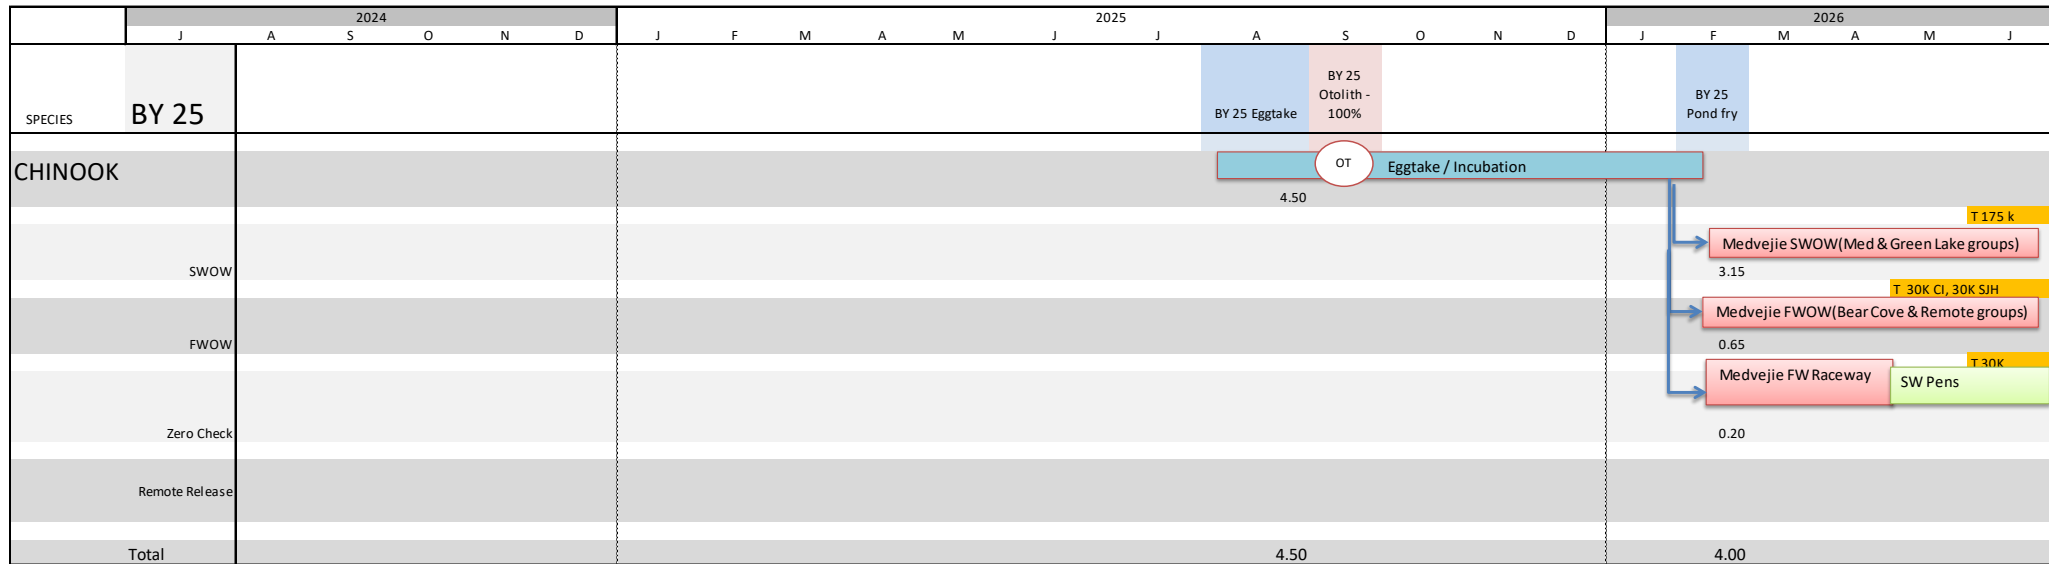 2024 2025 2026
J A S O N D J F M A M J J A S O N D J F M A M J
SPECIES BY 25 BY 25 Eggtake BY 25 Otolith - 100% BY 25 Pond fry
CHINOOK OT Eggtake / Incubation
4.50
T 175 k
Medvejie SWOW(Med & Green Lake groups)
SWOW 3.15
T 30K CI, 30K SJH
Medvejie FWOW(Bear Cove & Remote groups)
FWOW 0.65
T 30K
Medvejie FW Raceway SW Pens
Zero Check 0.20
Remote Release
Total 4.50 4.00